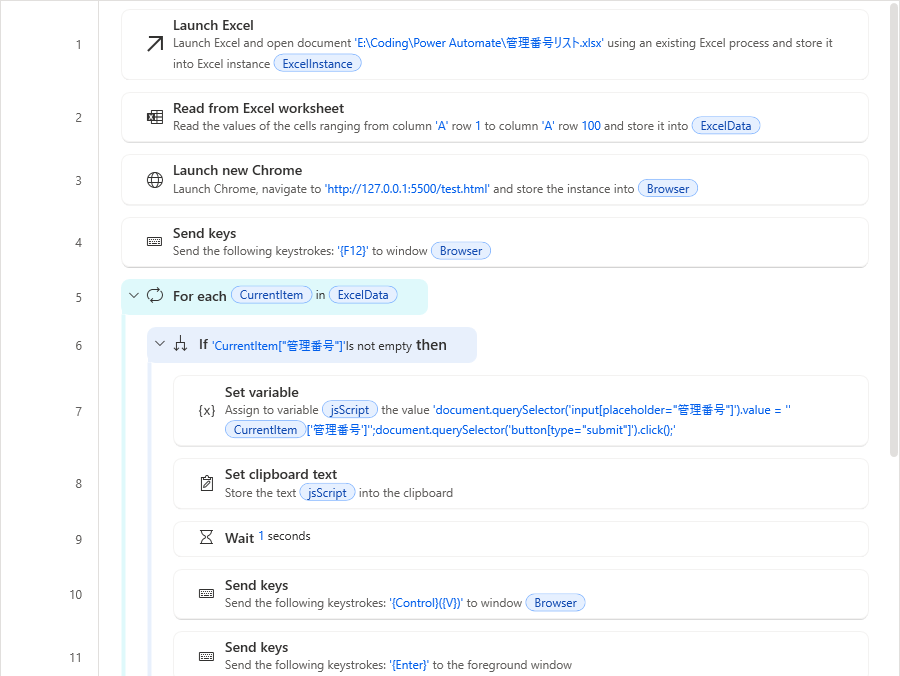 1
Launch Excel
Launch Excel and open document 'E:\Coding\Power Automate\管理番号リスト.xlsx' using an existing Excel process and store it
into Excel instance ExcelInstance
2
Read from Excel worksheet
Read the values of the cells ranging from column 'A' row 1 to column 'A' row 100 and store it into ExcelData
3
Launch new Chrome
Launch Chrome, navigate to 'http://127.0.0.1:5500/test.html' and store the instance into Browser
4
Send keys
Send the following keystrokes: '{F12}' to window Browser
5
For each CurrentItem in ExcelData
6
If 'CurrentItem["管理番号"]'Is not empty then
7
Set variable
{x} Assign to variable jsScript the value 'document.querySelector('input[placeholder="管理番号"]').value = ''
CurrentItem ['管理番号']'';document.querySelector('button[type="submit"]').click();'
8
Set clipboard text
Store the text jsScript into the clipboard
9
Wait 1 seconds
10
Send keys
Send the following keystrokes: '{Control}({V})' to window Browser
11
Send keys
Send the following keystrokes: '{Enter}' to the foreground window